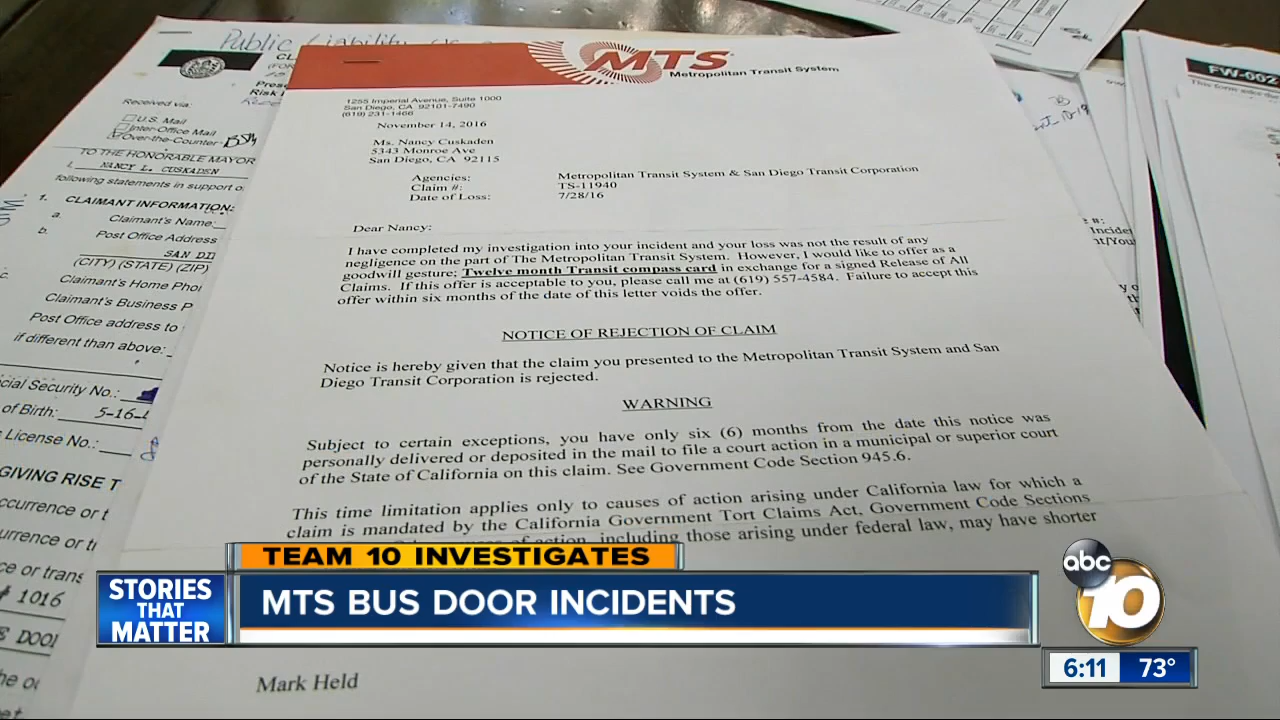 Public Liability
Received via:
U.S. Mail
Inter-Office Mail
Over-the-Counter
TO THE HONORABLE MAYOR
I, NANCY L. CUSKADEN
following statements in support o
1. CLAIMANT INFORMATION:
a. Claimant's Name:
b. Post Office Address
SAN DI
(CITY) (STATE) (ZIP)
Claimant's Home Pho
Claimant's Business P
Post Office address to
if different than above:
cial Security No.:
of Birth: 5-16-
s License No.:
GIVING RISE T
ccurrence or t
urrence or ti
ce or trans
# 1016
DOOI
MTS
Metropolitan Transit System
1255 Imperial Avenue, Suite 1000
San Diego, CA 92101-7490
(619) 231-1466
November 14, 2016
Ms. Nancy Cuskaden
5343 Monroe Ave
San Diego, CA 92115
Agencies: Metropolitan Transit System & San Diego Transit Corporation
Claim #: TS-11940
Date of Loss: 7/28/16
Dear Nancy:
I have completed my investigation into your incident and your loss was not the result of any
negligence on the part of The Metropolitan Transit System. However, I would like to offer as a
goodwill gesture; Twelve month Transit compass card in exchange for a signed Release of All
Claims. If this offer is acceptable to you, please call me at (619) 557-4584. Failure to accept this
offer within six months of the date of this letter voids the offer.
NOTICE OF REJECTION OF CLAIM
Notice is hereby given that the claim you presented to the Metropolitan Transit System and San
Diego Transit Corporation is rejected.
WARNING
Subject to certain exceptions, you have only six (6) months from the date this notice was
personally delivered or deposited in the mail to file a court action in a municipal or superior court
of the State of California on this claim. See Government Code Section 945.6.
This time limitation applies only to causes of action arising under California law for which a
claim is mandated by the California Government Tort Claims Act, Government Code Sections
of action, including those arising under federal law, may have shorter
Mark Held
FW-002
This form asks the
TEAM 10 INVESTIGATES
STORIES
THAT
MATTER
MTS BUS DOOR INCIDENTS
abc
10
6:11 73°